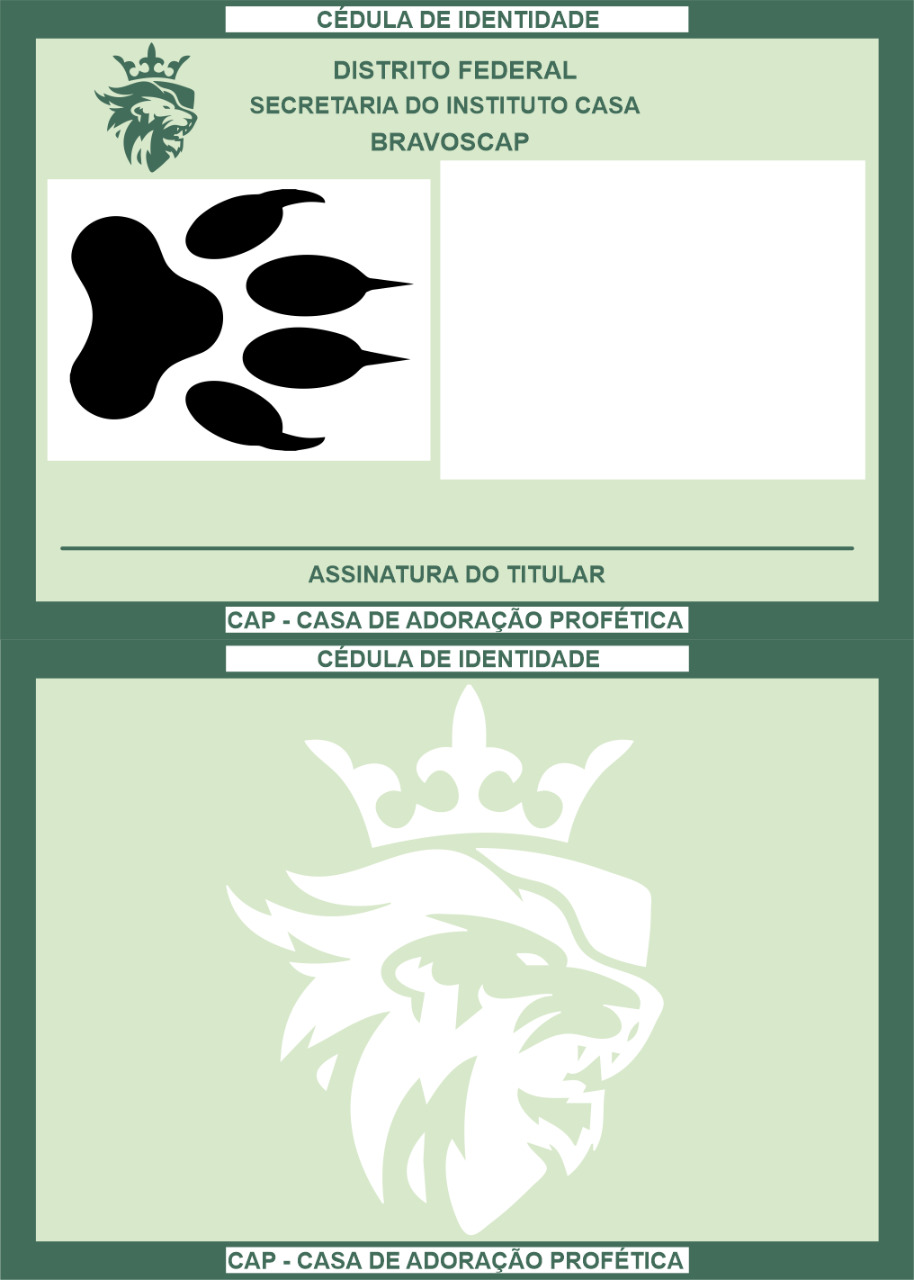 CÉDULA DE IDENTIDADE
DISTRITO FEDERAL
SECRETARIA DO INSTITUTO CASA
BRAVOSCAP
ASSINATURA DO TITULAR
CAP - CASA DE ADORAÇÃO PROFÉTICA
CÉDULA DE IDENTIDADE
CAP - CASA DE ADORAÇÃO PROFÉTICA